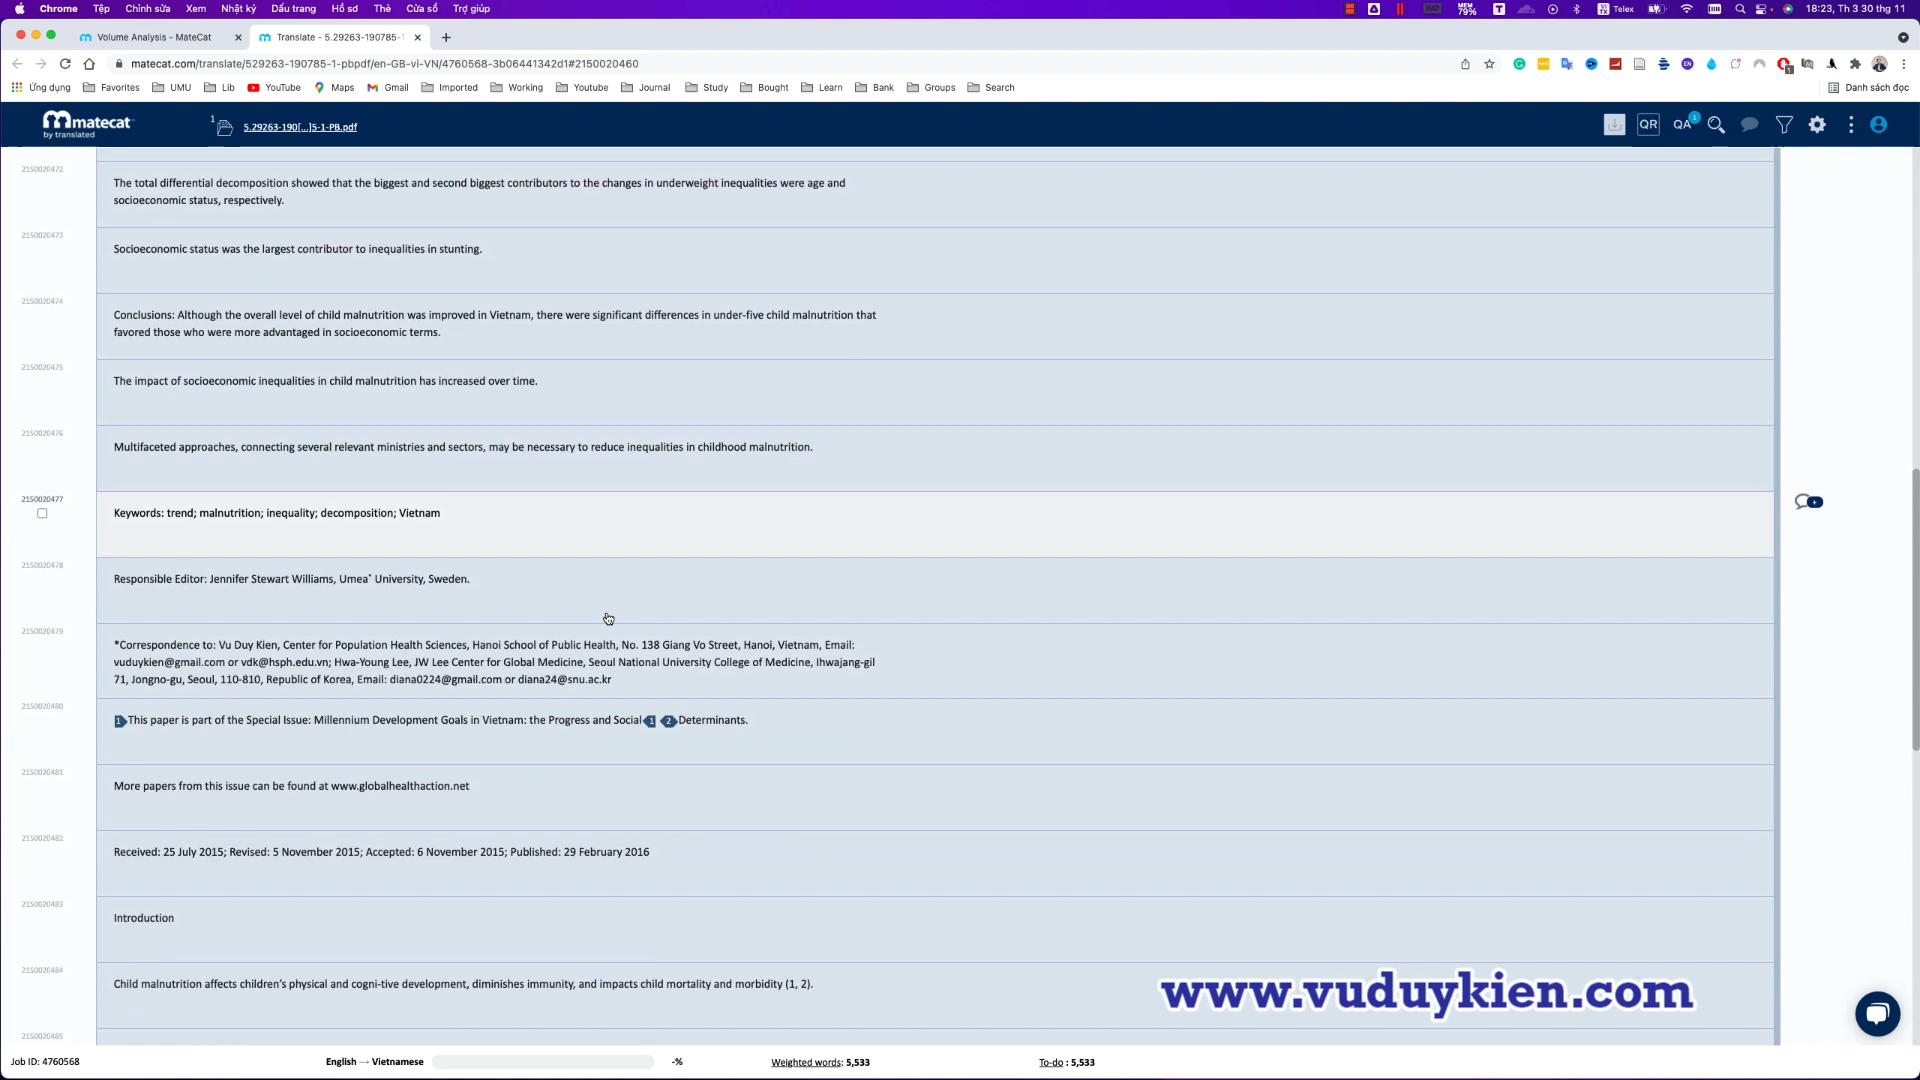 Chrome Tệp Chỉnh sửa Xem Nhật ký Dấu trang Hồ sơ Thẻ Cửa sổ Trợ giúp MEM 79% T Telex 18:23, Th 3 30 thg 11
Volume Analysis - MateCat Translate - 5.29263-190785-1
matecat.com/translate/529263-190785-1-pbpdf/en-GB-vi-VN/4760568-3b06441342d1#2150020460
Ứng dụng Favorites UMU Lib YouTube Maps Gmail Imported Working Youtube Journal Study Bought Learn Bank Groups Search Danh sách đọc
matecat
by translated
1 5.29263-190[...]5-1-PB.pdf QR QA 1
2150020472
The total differential decomposition showed that the biggest and second biggest contributors to the changes in underweight inequalities were age and
socioeconomic status, respectively.
2150020473
Socioeconomic status was the largest contributor to inequalities in stunting.
2150020474
Conclusions: Although the overall level of child malnutrition was improved in Vietnam, there were significant differences in under-five child malnutrition that
favored those who were more advantaged in socioeconomic terms.
2150020475
The impact of socioeconomic inequalities in child malnutrition has increased over time.
2150020476
Multifaceted approaches, connecting several relevant ministries and sectors, may be necessary to reduce inequalities in childhood malnutrition.
2150020477
Keywords: trend; malnutrition; inequality; decomposition; Vietnam
2150020478
Responsible Editor: Jennifer Stewart Williams, Umea˚ University, Sweden.
2150020479
*Correspondence to: Vu Duy Kien, Center for Population Health Sciences, Hanoi School of Public Health, No. 138 Giang Vo Street, Hanoi, Vietnam, Email:
vuduykien@gmail.com or vdk@hsph.edu.vn; Hwa-Young Lee, JW Lee Center for Global Medicine, Seoul National University College of Medicine, Ihwajang-gil
71, Jongno-gu, Seoul, 110-810, Republic of Korea, Email: diana0224@gmail.com or diana24@snu.ac.kr
2150020480
1 This paper is part of the Special Issue: Millennium Development Goals in Vietnam: the Progress and Social 1 2 Determinants.
2150020481
More papers from this issue can be found at www.globalhealthaction.net
2150020482
Received: 25 July 2015; Revised: 5 November 2015; Accepted: 6 November 2015; Published: 29 February 2016
2150020483
Introduction
2150020484
Child malnutrition affects children's physical and cogni-tive development, diminishes immunity, and impacts child mortality and morbidity (1, 2).
www.vuduykien.com
2150020485
Job ID: 4760568 English → Vietnamese -% Weighted words: 5,533 To-do : 5,533